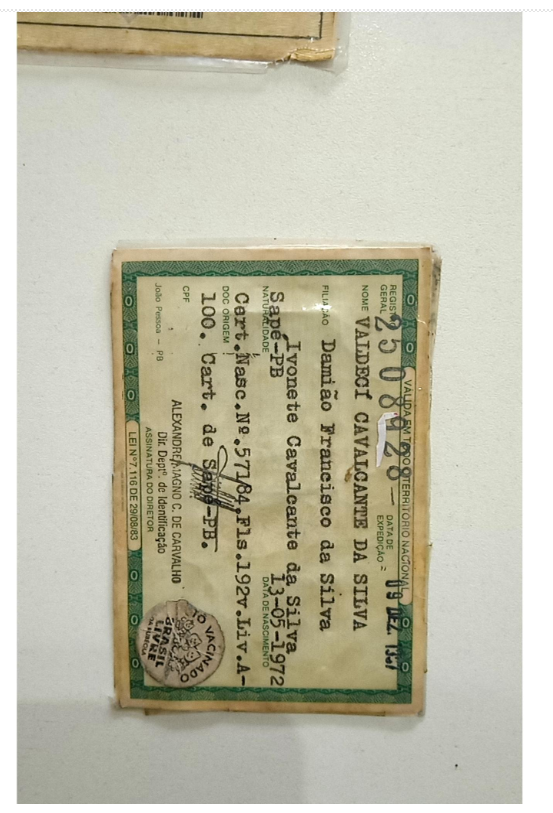 VALIDA EM TODO O TERRITÓRIO NACIONAL
REGISTRO GERAL DATA DE EXPEDIÇÃO 09 DEZ.
NOME VALDECI CAVALCANTE DA SILVA
FILIAÇÃO Damião Francisco da Silva
Ivonete Cavalcante da Silva
NATURALIDADE DATA DE NASCIMENTO
Sapé-PB 13-05-1972
DOC ORIGEM Cert.Nasc.Nº.57184.Fls.192v.Liv.A-
100. Cart. de Sapé-PB.
CPF
ALEXANDRE MAGNO C. DE CARVALHO
João Pessoa - PB Dir. Deptº. de Identificação
ASSINATURA DO DIRETOR
LEI Nº 7.116 DE 29/08/83
VACINADO
BRASIL
LIVRE